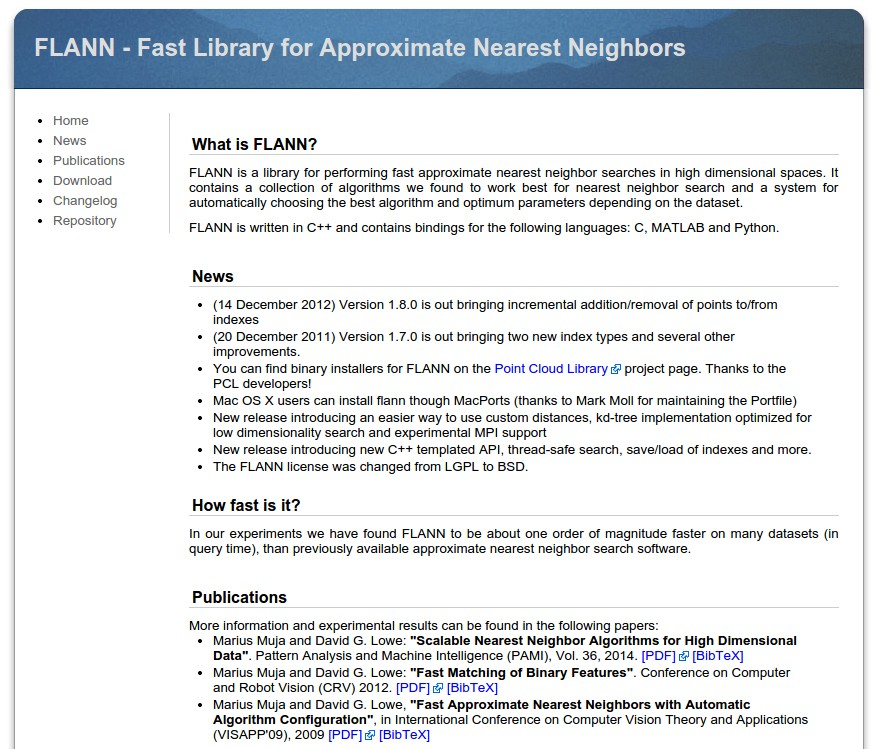 FLANN - Fast Library for Approximate Nearest Neighbors
Home
News
Publications
Download
Changelog
Repository
What is FLANN?
FLANN is a library for performing fast approximate nearest neighbor searches in high dimensional spaces. It
contains a collection of algorithms we found to work best for nearest neighbor search and a system for
automatically choosing the best algorithm and optimum parameters depending on the dataset.
FLANN is written in C++ and contains bindings for the following languages: C, MATLAB and Python.
News
(14 December 2012) Version 1.8.0 is out bringing incremental addition/removal of points to/from
indexes
(20 December 2011) Version 1.7.0 is out bringing two new index types and several other
improvements.
You can find binary installers for FLANN on the Point Cloud Library project page. Thanks to the
PCL developers!
Mac OS X users can install flann though MacPorts (thanks to Mark Moll for maintaining the Portfile)
New release introducing an easier way to use custom distances, kd-tree implementation optimized for
low dimensionality search and experimental MPI support
New release introducing new C++ templated API, thread-safe search, save/load of indexes and more.
The FLANN license was changed from LGPL to BSD.
How fast is it?
In our experiments we have found FLANN to be about one order of magnitude faster on many datasets (in
query time), than previously available approximate nearest neighbor search software.
Publications
More information and experimental results can be found in the following papers:
Marius Muja and David G. Lowe: "Scalable Nearest Neighbor Algorithms for High Dimensional
Data". Pattern Analysis and Machine Intelligence (PAMI), Vol. 36, 2014. [PDF] [BibTeX]
Marius Muja and David G. Lowe: "Fast Matching of Binary Features". Conference on Computer
and Robot Vision (CRV) 2012. [PDF] [BibTeX]
Marius Muja and David G. Lowe, "Fast Approximate Nearest Neighbors with Automatic
Algorithm Configuration", in International Conference on Computer Vision Theory and Applications
(VISAPP'09), 2009 [PDF] [BibTeX]